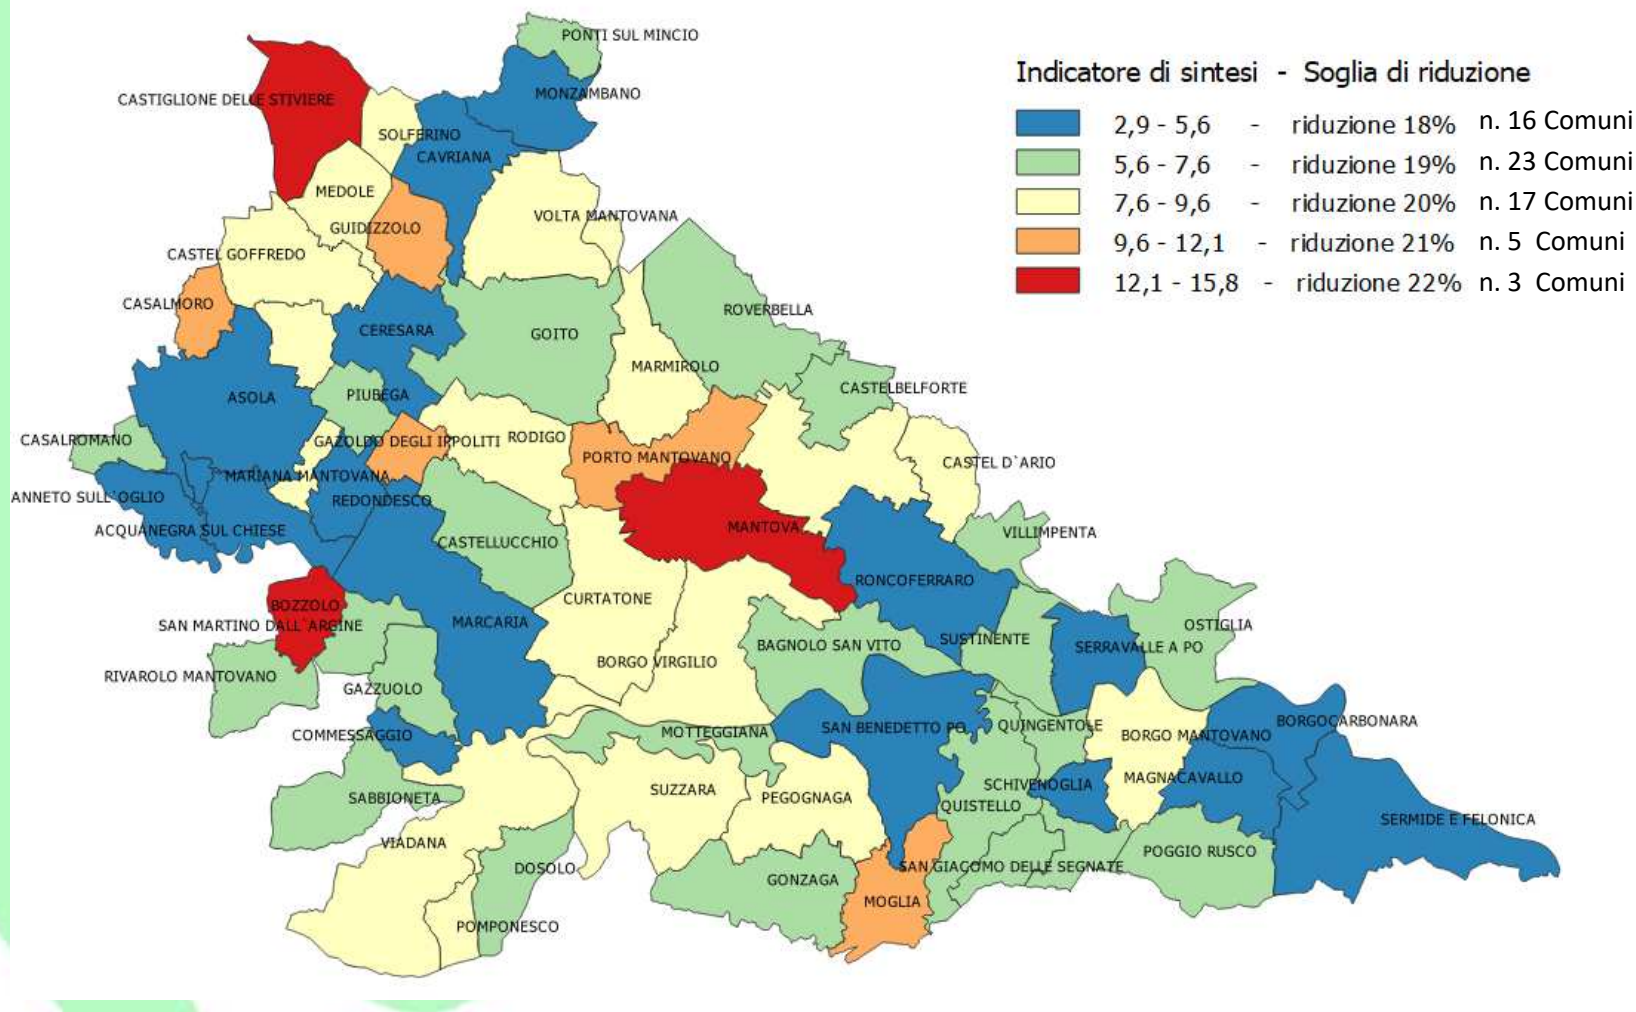 PONTI SUL MINCIO
Indicatore di sintesi - Soglia di riduzione
2,9 - 5,6 - riduzione 18% n. 16 Comuni
5,6 - 7,6 - riduzione 19% n. 23 Comuni
7,6 - 9,6 - riduzione 20% n. 17 Comuni
9,6 - 12,1 - riduzione 21% n. 5 Comuni
12,1 - 15,8 - riduzione 22% n. 3 Comuni
MONZAMBANO
CASTIGLIONE DELLE STIVIERE
SOLFERINO
CAVRIANA
MEDOLE
VOLTA MANTOVANA
GUIDIZZOLO
CASTEL GOFFREDO
CASALMORO
ROVERBELLA
CERESARA
GOITO
MARMIROLO
CASTELBELFORTE
PIUBEGA
ASOLA
CASALROMANO
GAZOLDO DEGLI IPPOLITI
RODIGO
PORTO MANTOVANO
CASTEL D`ARIO
MARIANA MANTOVANA
ANNETO SULL`OGLIO
REDONDESCO
MANTOVA
ACQUANEGRA SUL CHIESE
VILLIMPENTA
CASTELLUCCHIO
RONCOFERRARO
CURTATONE
BOZZOLO
MARCARIA
SAN MARTINO DALL`ARGINE
OSTIGLIA
SUSTINENTE
BAGNOLO SAN VITO
SERRAVALLE A PO
BORGO VIRGILIO
RIVAROLO MANTOVANO
GAZZUOLO
BORGOCARBONARA
QUINGENTOLE
SAN BENEDETTO PO
MOTTEGGIANA
COMMESSAGGIO
BORGO MANTOVANO
MAGNACAVALLO
SCHIVENOGLIA
SUZZARA
PEGOGNAGA
SABBIONETA
QUISTELLO
SERMIDE E FELONICA
VIADANA
POGGIO RUSCO
DOSOLO
SAN GIACOMO DELLE SEGNATE
GONZAGA
MOGLIA
POMPONESCO